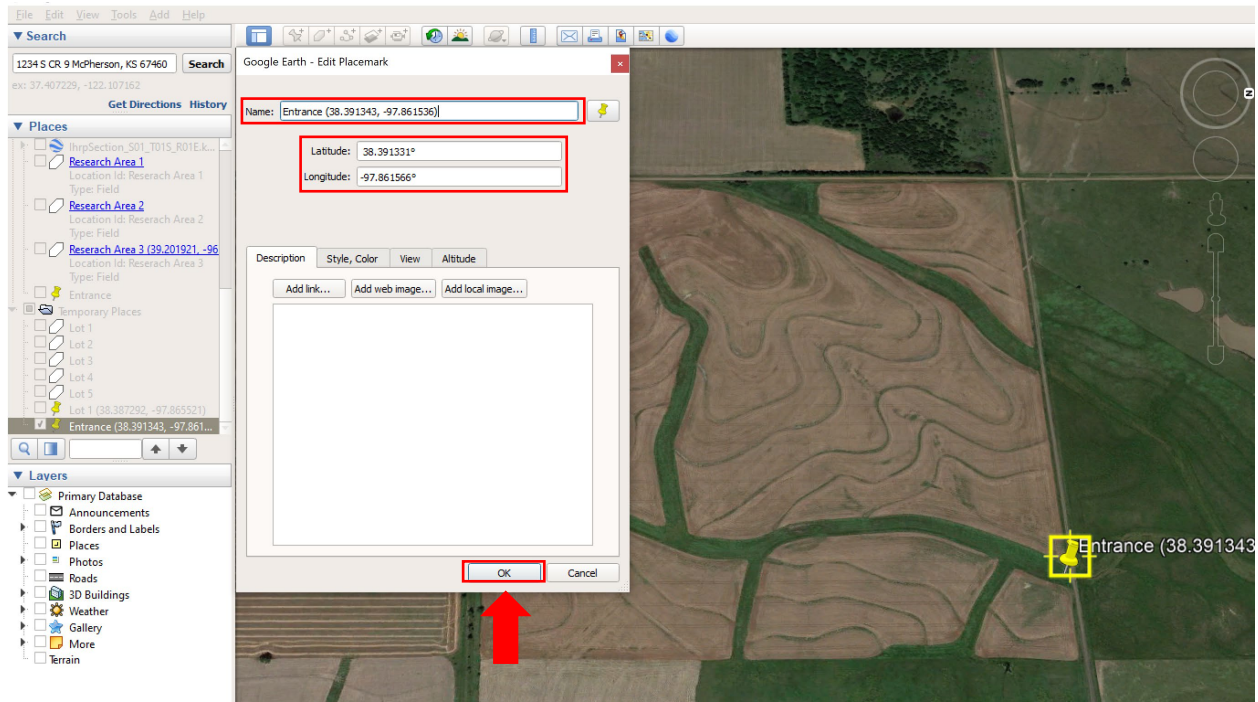 File Edit View Tools Add Help
▼ Search
1234 S CR 9 McPherson, KS 67460 Search
ex: 37.407229, -122.107162
Get Directions History
▼ Places
IhrpSection_S01_T01S_R01E.k...
Research Area 1
Location Id: Reserach Area 1
Type: Field
Research Area 2
Location Id: Reserach Area 2
Type: Field
Reserach Area 3 (39.201921, -96
Location Id: Reserach Area 3
Type: Field
Entrance
Temporary Places
Lot 1
Lot 2
Lot 3
Lot 4
Lot 5
Lot 1 (38.387292, -97.865521)
Entrance (38.391343, -97.861...
▼ Layers
Primary Database
Announcements
Borders and Labels
Places
Photos
Roads
3D Buildings
Weather
Gallery
More
Terrain
Google Earth - Edit Placemark
Name: Entrance (38.391343, -97.861536)
Latitude: 38.391331°
Longitude: -97.861566°
Description Style, Color View Altitude
Add link... Add web image... Add local image...
OK Cancel
N
Entrance (38.391343